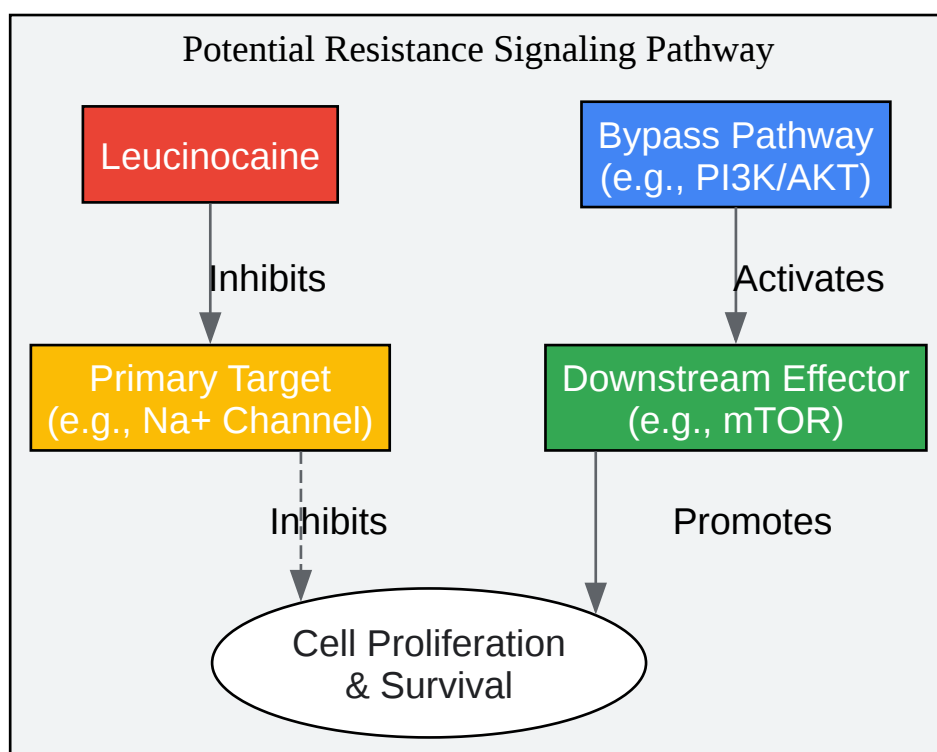 Potential Resistance Signaling Pathway
Leucinocaine
Bypass Pathway
(e.g., PI3K/AKT)
Inhibits
Activates
Primary Target
(e.g., Na+ Channel)
Downstream Effector
(e.g., mTOR)
Inhibits
Promotes
Cell Proliferation
& Survival